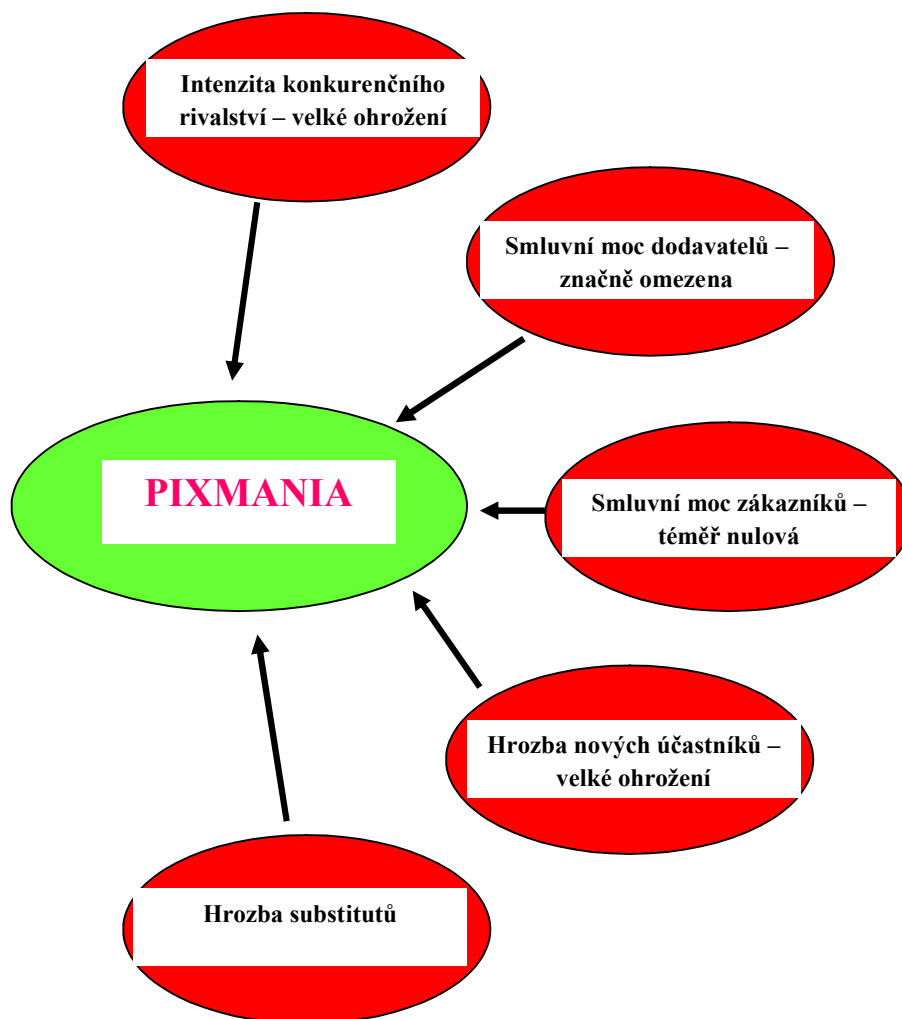 Intenzita konkurenčního
rivalství – velké ohrožení
Smluvní moc dodavatelů –
značně omezena
PIXMANIA
Smluvní moc zákazníků –
téměř nulová
Hrozba nových účastníků –
velké ohrožení
Hrozba substitutů